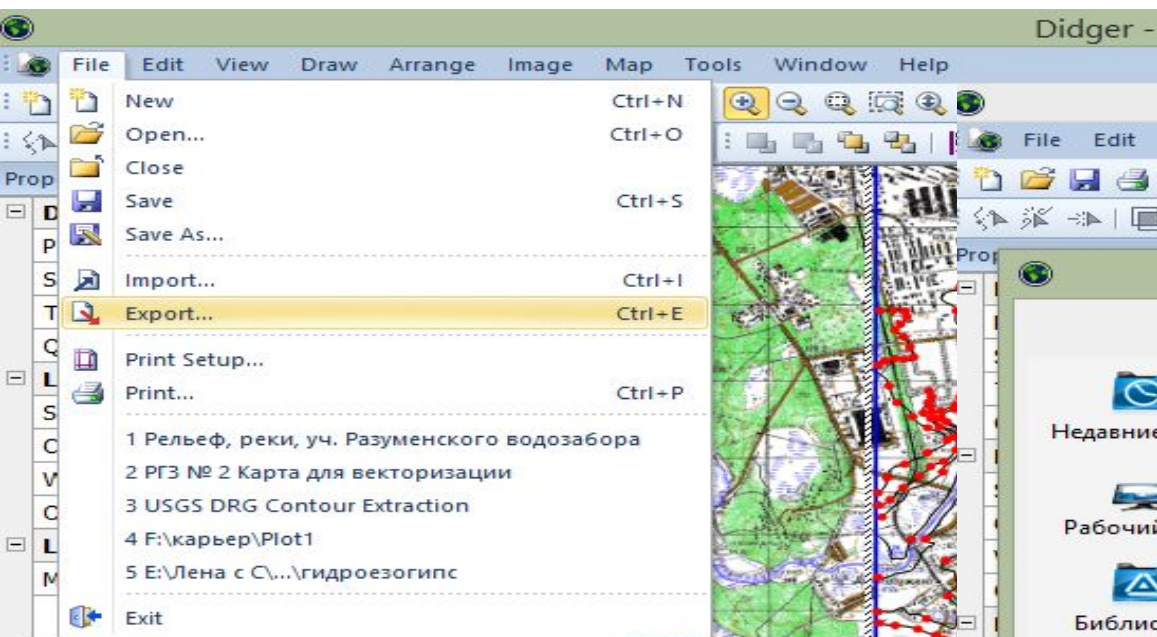 Didger -
File Edit View Draw Arrange Image Map Tools Window Help
New Ctrl+N
Open... Ctrl+O
Close
Save Ctrl+S
Save As...
Import... Ctrl+I
Export... Ctrl+E
Print Setup...
Print... Ctrl+P
1 Рельеф, реки, уч. Разуменского водозабора
2 РГЗ № 2 Карта для векторизации
3 USGS DRG Contour Extraction
4 F:\карьер\Plot1
5 E:\Лена с С\...\гидроезогипс
Exit
Prop
D
P
S
T
Q
L
S
C
V
C
L
M
File Edit
Prop
Недавние
Рабочий
Библио